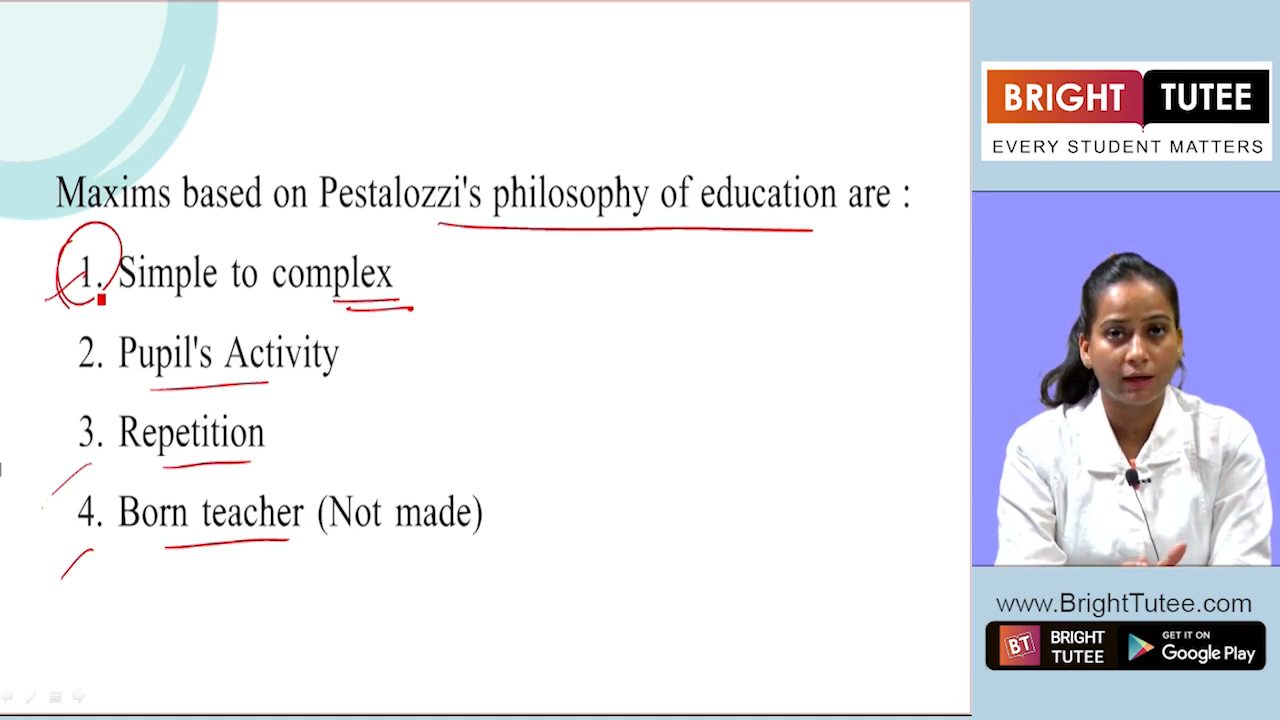 Maxims based on Pestalozzi's philosophy of education are :
1. Simple to complex
2. Pupil's Activity
3. Repetition
4. Born teacher (Not made)
BRIGHT TUTEE
EVERY STUDENT MATTERS
www.BrightTutee.com
BT
BRIGHT
TUTEE
GET IT ON
Google Play